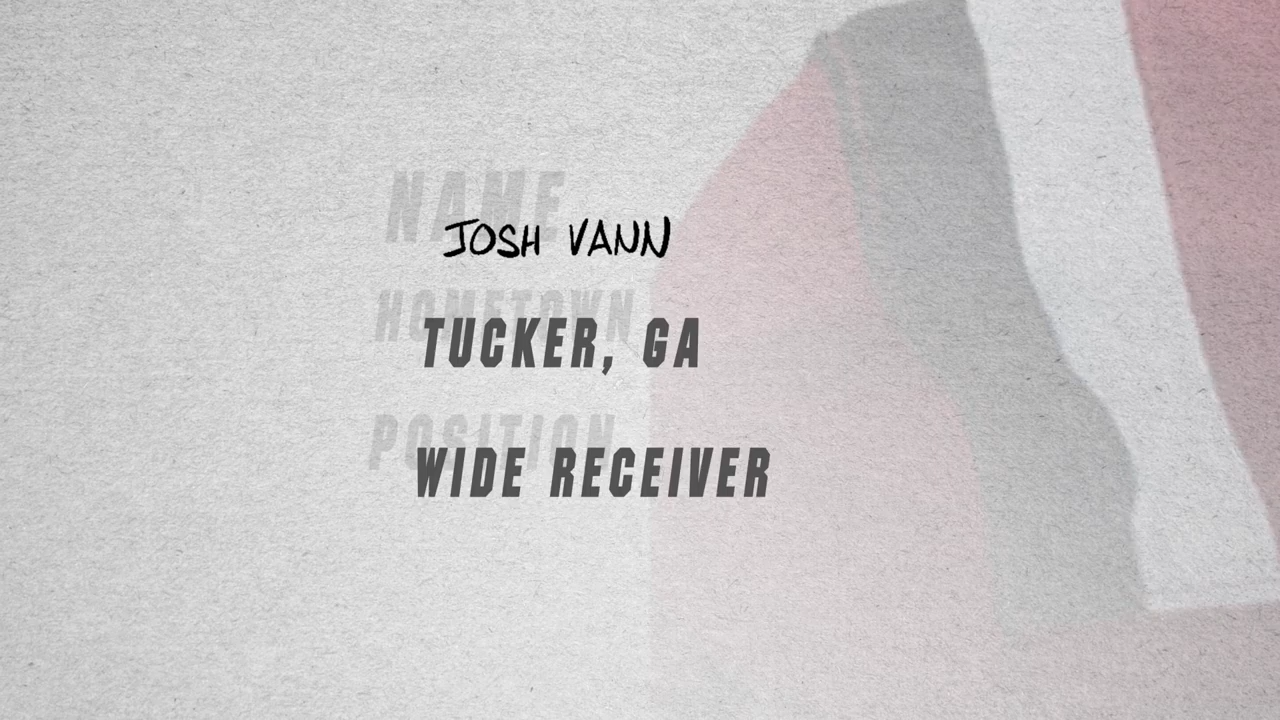 NAME
JOSH VANN
HOMETOWN
TUCKER, GA
POSITION
WIDE RECEIVER